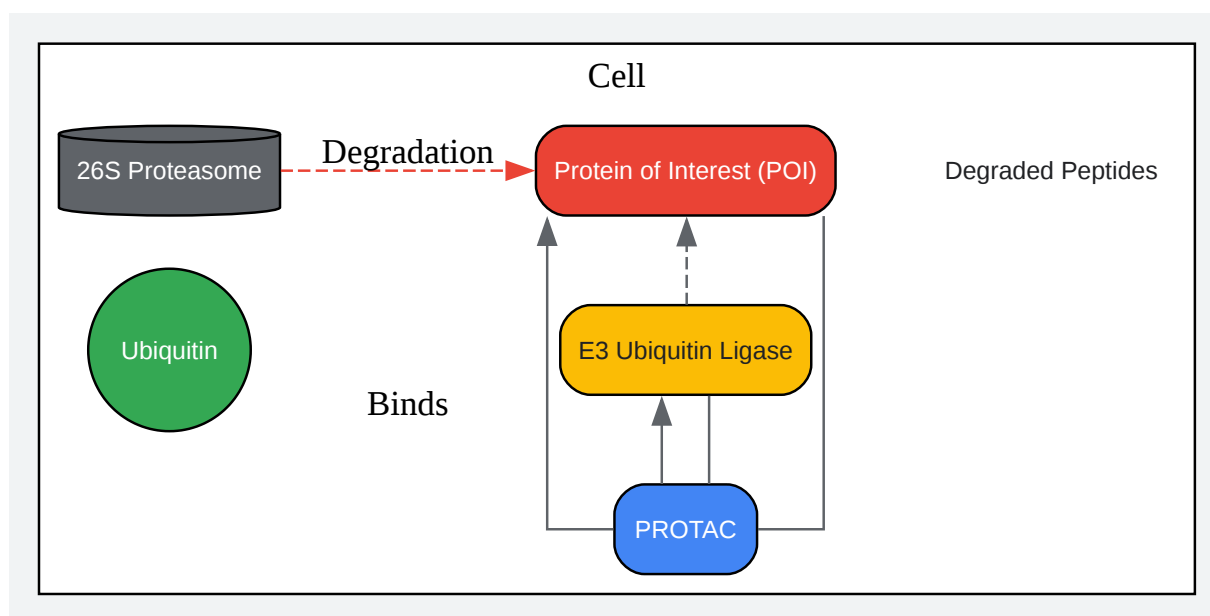 Cell
26S Proteasome
Degradation
Protein of Interest (POI)
Degraded Peptides
Ubiquitin
E3 Ubiquitin Ligase
Binds
PROTAC